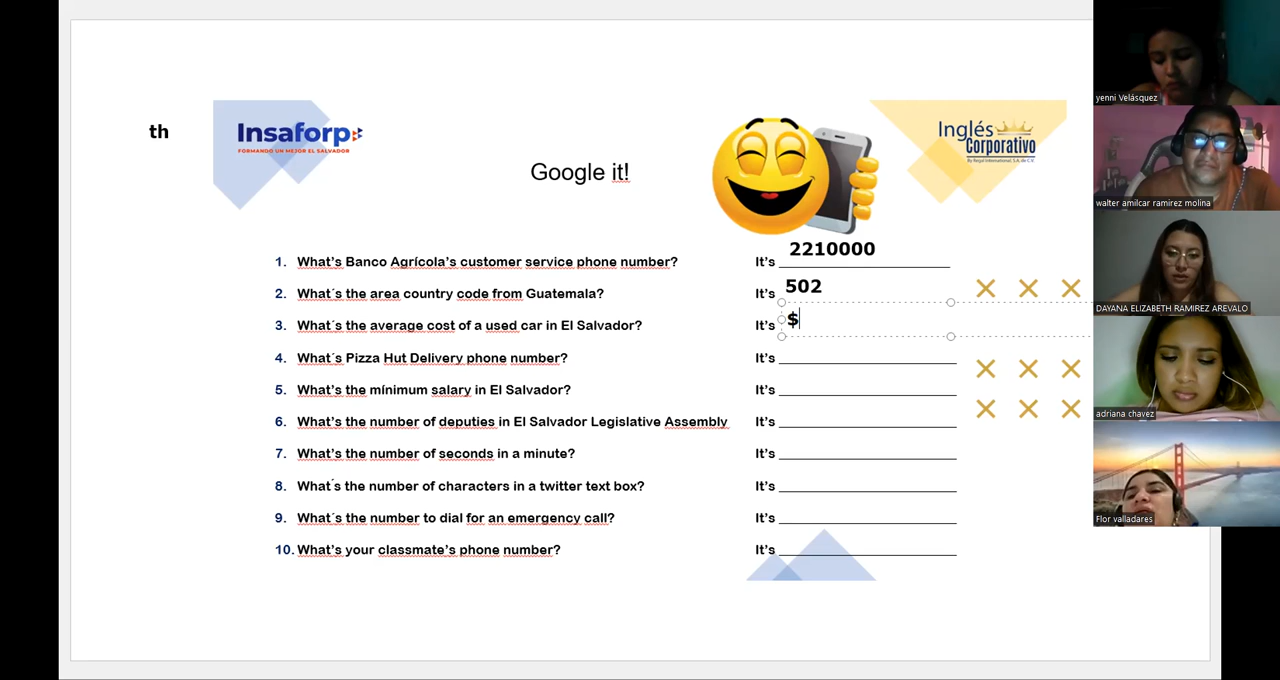 th
Insaforp
FORMANDO UN MEJOR EL SALVADOR
Inglés
Corporativo
By Regal International, S.A. de C.V.
Google it!
2210000
1. What's Banco Agrícola's customer service phone number? It's
502
2. What´s the area country code from Guatemala? It's
$
3. What´s the average cost of a used car in El Salvador? It's
4. What´s Pizza Hut Delivery phone number? It's
5. What's the mínimum salary in El Salvador? It's
6. What's the number of deputies in El Salvador Legislative Assembly It's
7. What's the number of seconds in a minute? It's
8. What´s the number of characters in a twitter text box? It's
9. What´s the number to dial for an emergency call? It's
10. What's your classmate's phone number? It's
yenni Velásquez
walter amilcar ramirez molina
DAYANA ELIZABETH RAMIREZ AREVALO
adriana chavez
Flor valladares